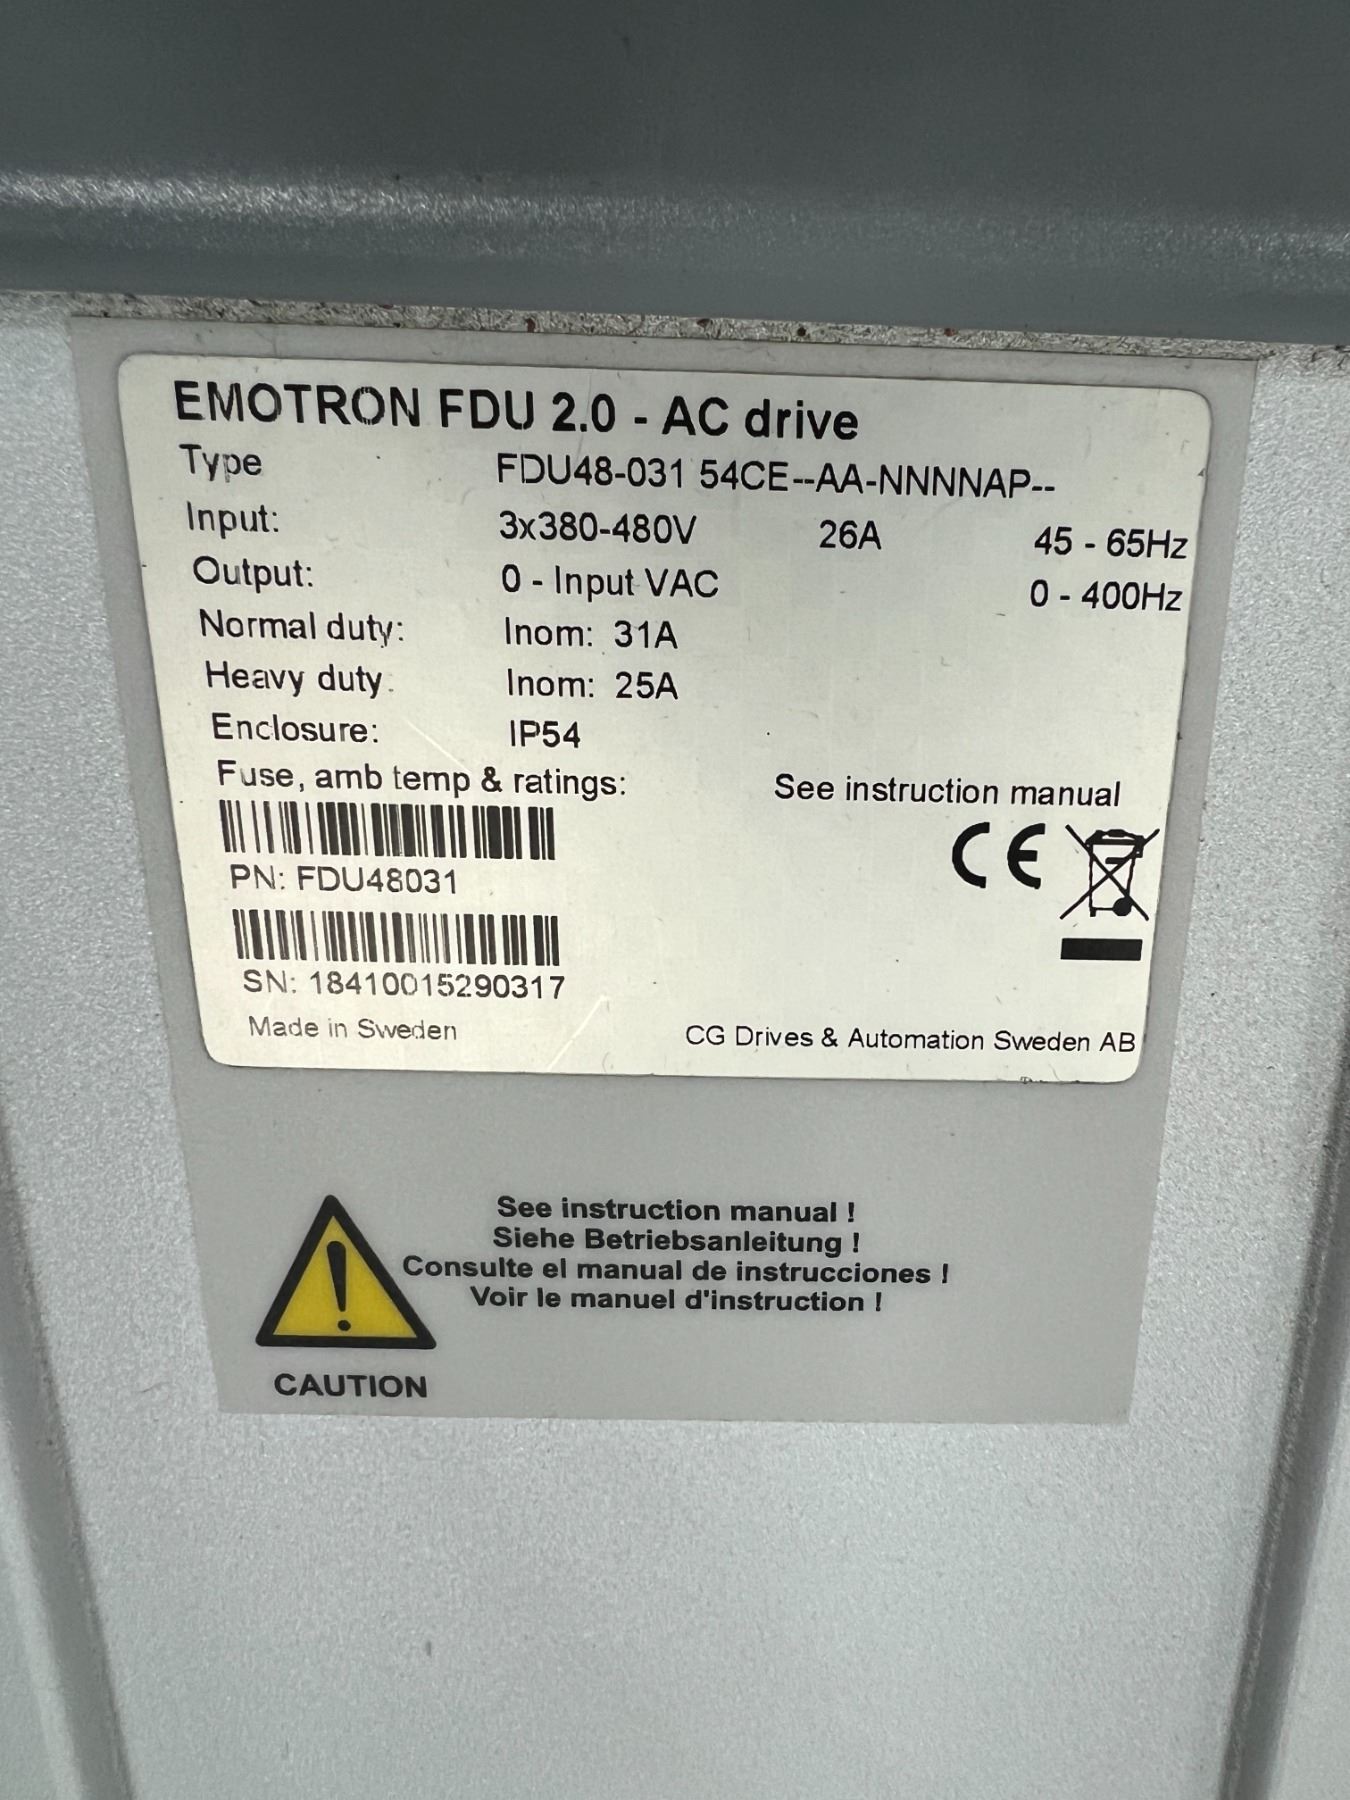 EMOTRON FDU 2.0 - AC drive
Type FDU48-031 54CE--AA-NNNNAP--
Input: 3x380-480V 26A 45 - 65Hz
Output: 0 - Input VAC 0 - 400Hz
Normal duty: Inom: 31A
Heavy duty: Inom: 25A
Enclosure: IP54
Fuse, amb temp & ratings: See instruction manual
CE
PN: FDU48031
SN: 18410015290317
Made in Sweden CG Drives & Automation Sweden AB
See instruction manual !
Siehe Betriebsanleitung !
Consulte el manual de instrucciones !
Voir le manuel d'instruction !
CAUTION